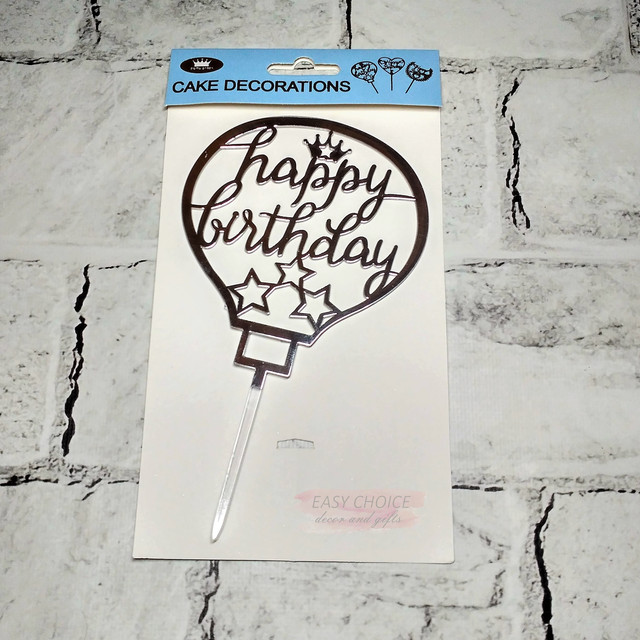 CAKE DECORATIONS
happy
birthday
EASY CHOICE
decor and gifts